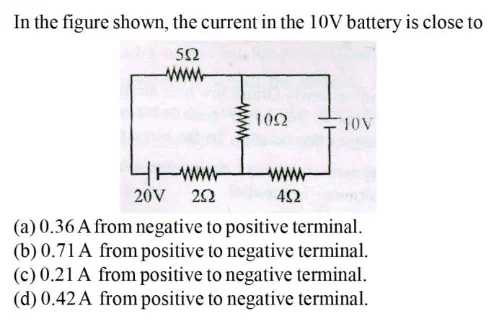 In the figure shown, the current in the 10V battery is close to
5Ω
10Ω
10V
20V 2Ω 4Ω
(a) 0.36 A from negative to positive terminal.
(b) 0.71 A from positive to negative terminal.
(c) 0.21 A from positive to negative terminal.
(d) 0.42 A from positive to negative terminal.